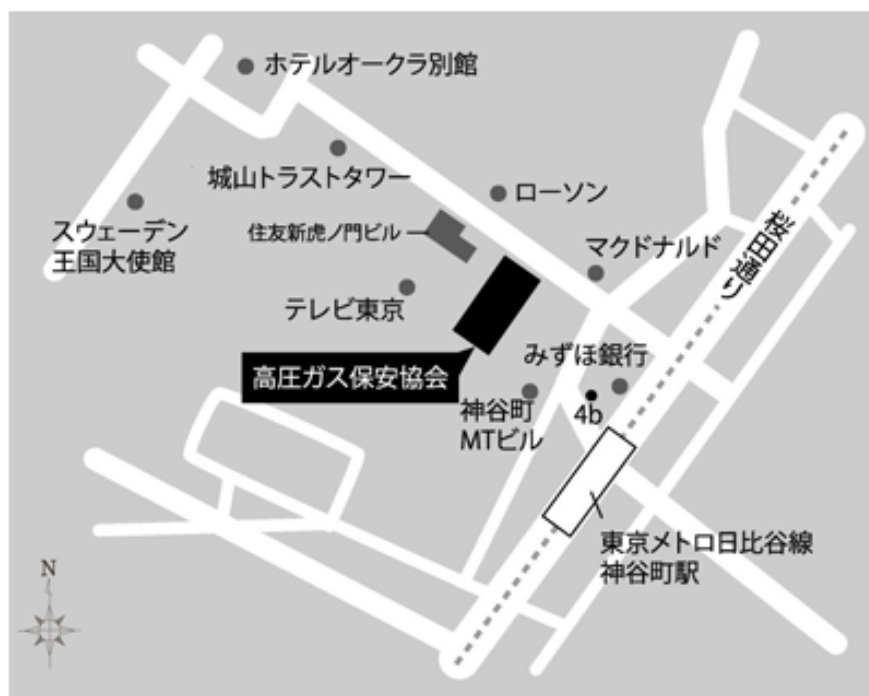 ホテルオークラ別館
城山トラストタワー
ローソン
スウェーデン
王国大使館
住友新虎ノ門ビル
マクドナルド
桜田通り
テレビ東京
みずほ銀行
高圧ガス保安協会
神谷町
MTビル
4b
東京メトロ日比谷線
神谷町駅
N